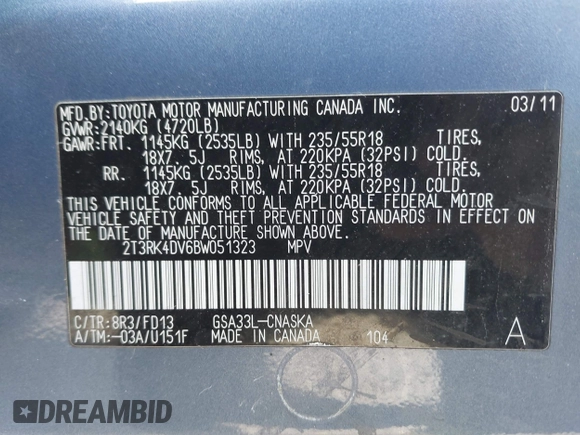 MFD.BY:TOYOTA MOTOR MANUFACTURING CANADA INC. 03/11
GVWR:2140KG (4720LB)
GAWR:FRT. 1145KG (2535LB) WITH 235/55R18 TIRES,
18X7. 5J RIMS, AT 220KPA (32PSI) COLD.
RR. 1145KG (2535LB) WITH 235/55R18 TIRES,
18X7. 5J RIMS, AT 220KPA (32PSI) COLD.
THIS VEHICLE CONFORMS TO ALL APPLICABLE FEDERAL MOTOR
VEHICLE SAFETY AND THEFT PREVENTION STANDARDS IN EFFECT ON
THE DATE OF MANUFACTURE SHOWN ABOVE.
2T3RK4DV6BW051323 MPV
C/TR:8R3/FD13 GSA33L-CNASKA
A/TM:-03A/U151F MADE IN CANADA 104 A
DREAMBID